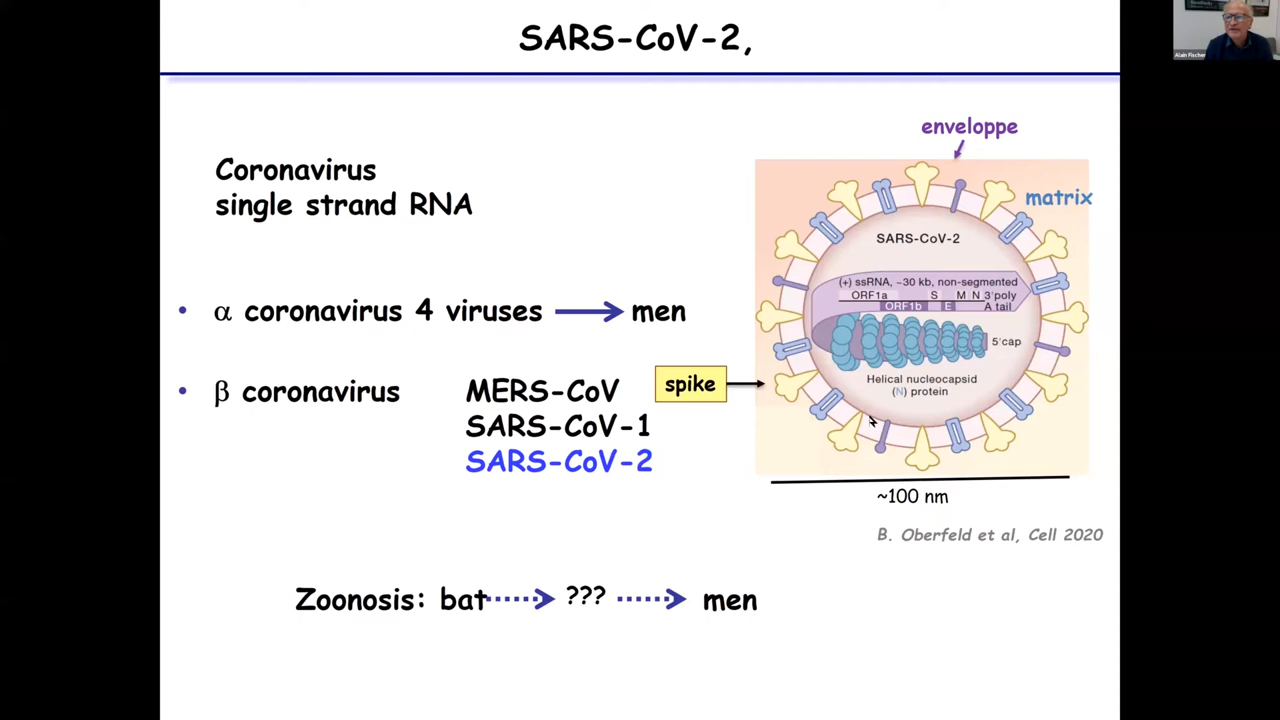 SARS-CoV-2,
Alain Fischer
Coronavirus
single strand RNA
• α coronavirus 4 viruses men
• β coronavirus MERS-CoV
SARS-CoV-1
SARS-CoV-2
enveloppe
matrix
spike
SARS-CoV-2
(+) ssRNA, ~30 kb, non-segmented
ORF1a S M N 3'poly
ORF1b E A tail
5'cap
Helical nucleocapsid
(N) protein
~100 nm
B. Oberfeld et al, Cell 2020
Zoonosis: bat ??? men